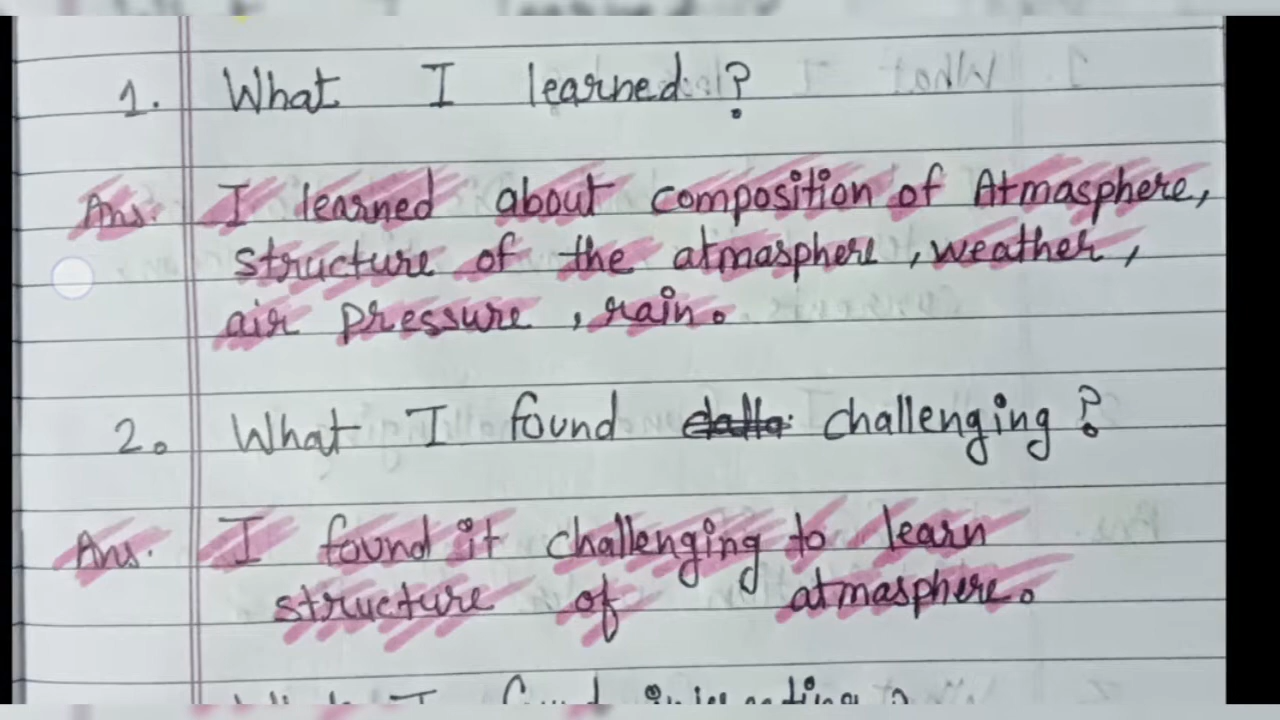 1. What I learned ?
Ans. I learned about composition of Atmasphere,
structure of the atmasphere , weather ,
air pressure , rain.
2. What I found challenging ?
Ans. I found it challenging to learn
structure of atmasphere.